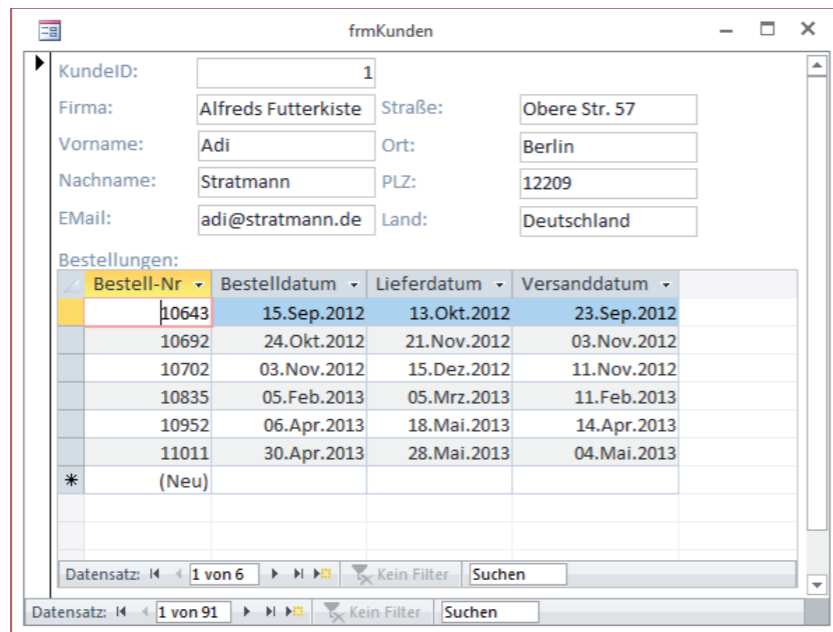 frmKunden
KundeID: 1
Firma: Alfreds Futterkiste Straße: Obere Str. 57
Vorname: Adi Ort: Berlin
Nachname: Stratmann PLZ: 12209
EMail: adi@stratmann.de Land: Deutschland
Bestellungen:
Bestell-Nr Bestelldatum Lieferdatum Versanddatum
10643 15.Sep.2012 13.Okt.2012 23.Sep.2012
10692 24.Okt.2012 21.Nov.2012 03.Nov.2012
10702 03.Nov.2012 15.Dez.2012 11.Nov.2012
10835 05.Feb.2013 05.Mrz.2013 11.Feb.2013
10952 06.Apr.2013 18.Mai.2013 14.Apr.2013
11011 30.Apr.2013 28.Mai.2013 04.Mai.2013
(Neu)
Datensatz: 1 von 6 Kein Filter Suchen
Datensatz: 1 von 91 Kein Filter Suchen